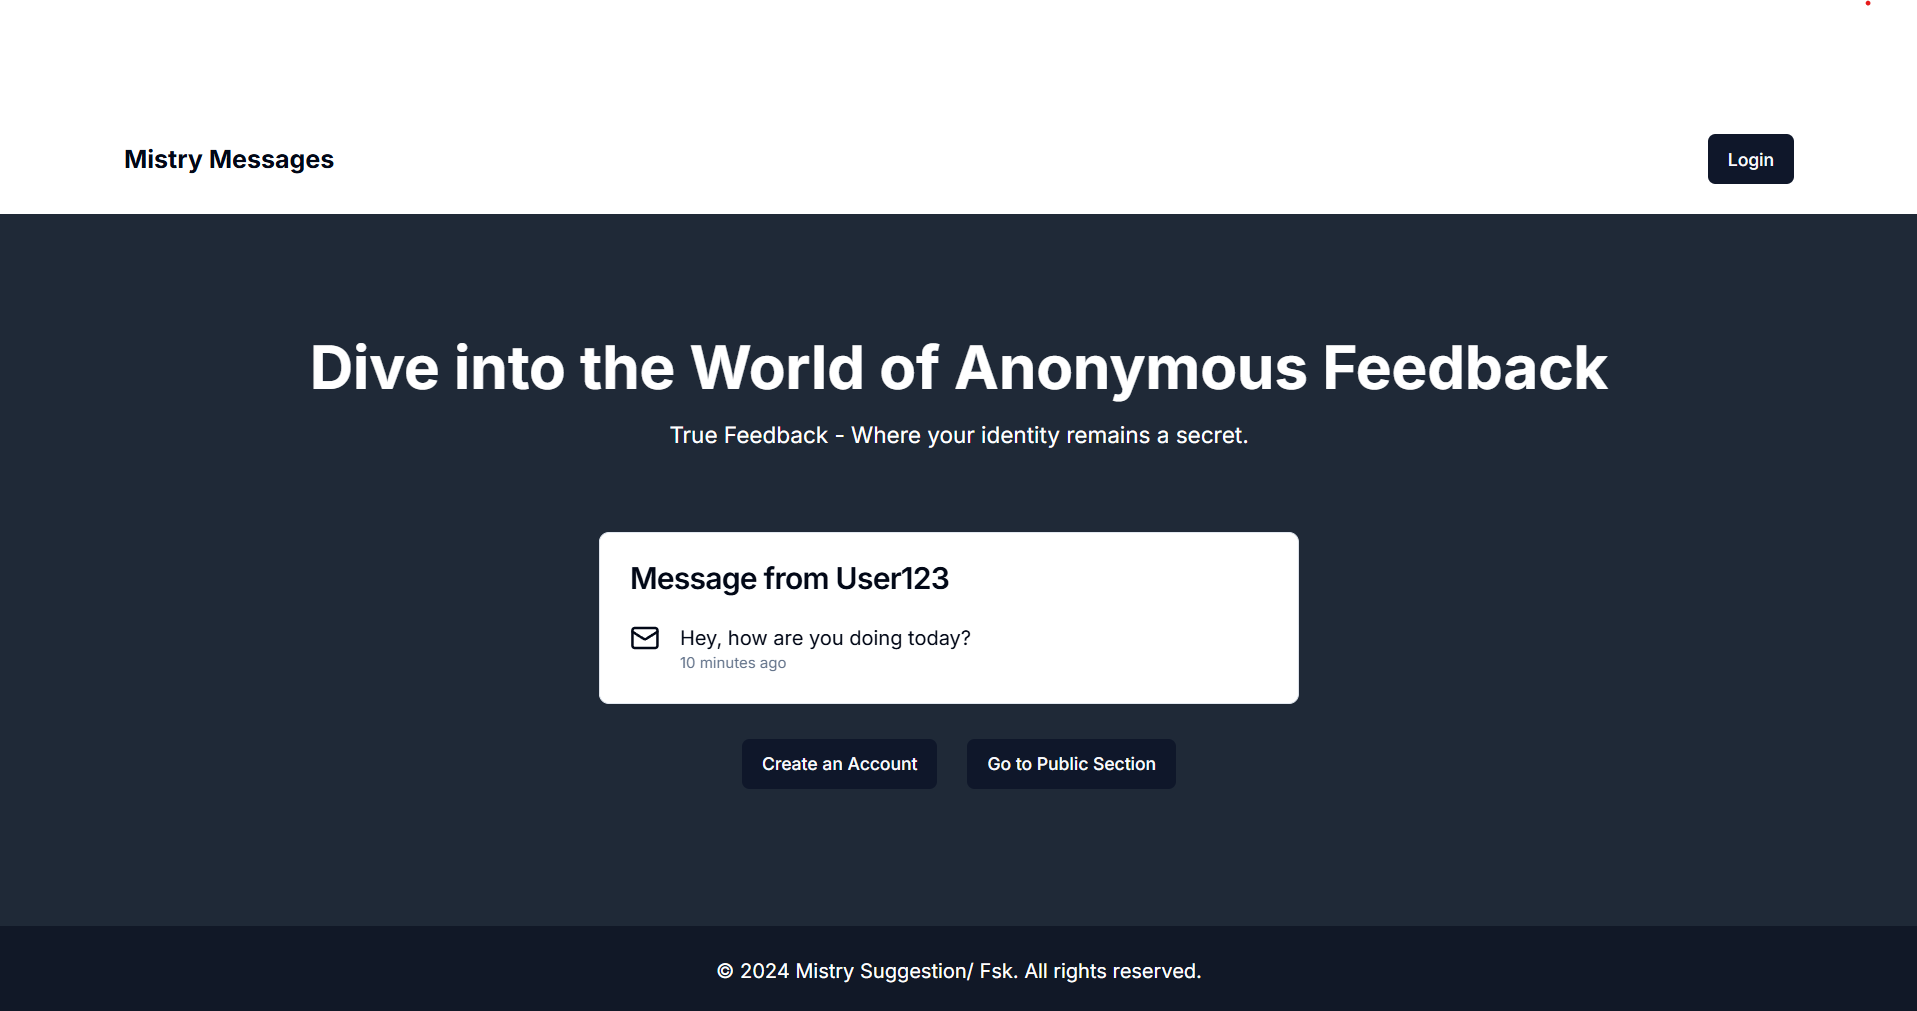 Mistry Messages
Login
Dive into the World of Anonymous Feedback
True Feedback - Where your identity remains a secret.
Message from User123
Hey, how are you doing today?
10 minutes ago
Create an Account
Go to Public Section
© 2024 Mistry Suggestion/ Fsk. All rights reserved.